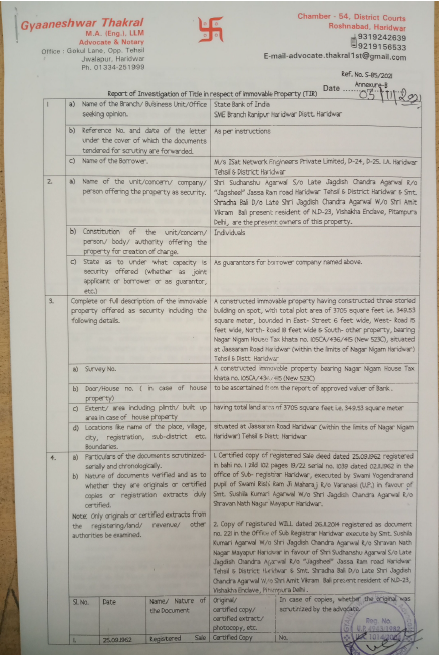 Gyaneshwar Thakral
M.A. (Eng.), LLM
Advocate & Notary
Office : Gokul Lane, Opp. Tehsil
Jwalapur, Haridwar
Ph. 01334-251999
Chamber - 54, District Courts
Roshnabad, Haridwar
9319242639
9219156533
E-mail-advocate.thakral1st@gmail.com
Ref. No. S-85/2021
Annexure-B
Date 03/11/2021
Report of Investigation of Title in respect of immovable Property (TIR)
1 a) Name of the Branch/ Business Unit/Office seeking opinion.
State Bank of India
SME Branch Ranipur Haridwar Distt. Haridwar
b) Reference No. and date of the letter under the cover of which the documents tendered for scrutiny are forwarded.
As per instructions
c) Name of the Borrower.
M/s ISat Network Engineers Private Limited, D-24, D-25. I.A. Haridwar
Tehsil & District Haridwar
2. a) Name of the unit/concern/ company/ person offering the property as security.
Shri Sudhanshu Agarwal S/o Late Jagdish Chandra Agarwal R/o
"Jagsheel" Jassa Ram road Haridwar Tehsil & District Haridwar & Smt.
Shradha Bali D/o Late Shri Jagdish Chandra Agarwal W/o Shri Amit
Vikram Bali present resident of N.D-23, Vishakha Enclave, Pitampura
Delhi, are the present owners of this property.
b) Constitution of the unit/concern/ person/ body/ authority offering the property for creation of charge.
Individuals
c) State as to under what capacity is security offered (whether as joint applicant or borrower or as guarantor, etc.)
As guarantors for borrower company named above.
3. Complete or full description of the immovable property offered as security including the following details.
A constructed immovable property having constructed three storied
building on spot, with total plot area of 3705 square feet i.e. 349.53
square meter, bounded in East- Street 6 feet wide, West- Road 15
feet wide, North- Road 18 feet wide & South- other property, bearing
Nagar Nigam House Tax khata no. 105CA/436/415 (New 523C), situated
at Jassaram Road Haridwar (within the limits of Nagar Nigam Haridwar)
Tehsil & Distt. Haridwar
a) Survey No.
A constructed immovable property bearing Nagar Nigam House Tax
khata no. 105CA/436/415 (New 523C)
b) Door/House no. ( in case of house property)
to be ascertained from the report of approved valuer of Bank.
c) Extent/ area including plinth/ built up area in case of house property
having total land area of 3705 square feet i.e. 349.53 square meter
d) Locations like name of the place, village, city, registration, sub-district etc. Boundaries.
situated at Jassaram Road Haridwar (within the limits of Nagar Nigam
Haridwar) Tehsil & Distt. Haridwar
4. a) Particulars of the documents scrutinized- serially and chronologically.
b) Nature of documents verified and as to whether they are originals or certified copies or registration extracts duly certified.
Note: Only originals or certified extracts from the registering/land/ revenue/ other authorities be examined.
1. Certified copy of registered Sale deed dated 25.09.1962 registered
in bahi no. 1 Zild 102 pages 19/22 serial no. 1039 dated 02.11.1962 in the
office of Sub- registrar Haridwar, executed by Swami Yogendranand
pupil of Swami Rishi Ram Ji Maharaj R/o Varanasi (U.P.) in favour of
Smt. Sushila Kumari Agarwal W/o Shri Jagdish Chandra Agarwal R/o
Shravan Nath Nagar Mayapur Haridwar.
2. Copy of registered WILL dated 26.8.2014 registered as document
no. 221 in the Office of Sub Registrar Haridwar execute by Smt. Sushila
Kumari Agarwal W/o Shri Jagdish Chandra Agarwal R/o Shravan Nath
Nagar Mayapur Haridwar in favour of Shri Sudhanshu Agarwal S/o Late
Jagdish Chandra Agarwal R/o "Jagsheel" Jassa Ram road Haridwar
Tehsil & District Haridwar & Smt. Shradha Bali D/o Late Shri Jagdish
Chandra Agarwal W/o Shri Amit Vikram Bali present resident of N.D-23,
Vishakha Enclave, Pitampura Delhi.
Sl. No. Date Name/ Nature of the Document Original/ certified copy/ certified extract/ photocopy, etc. In case of copies, whether the original was scrutinized by the advocate.
1. 25.09.1962 Registered Sale Certified Copy No.
Reg. No.